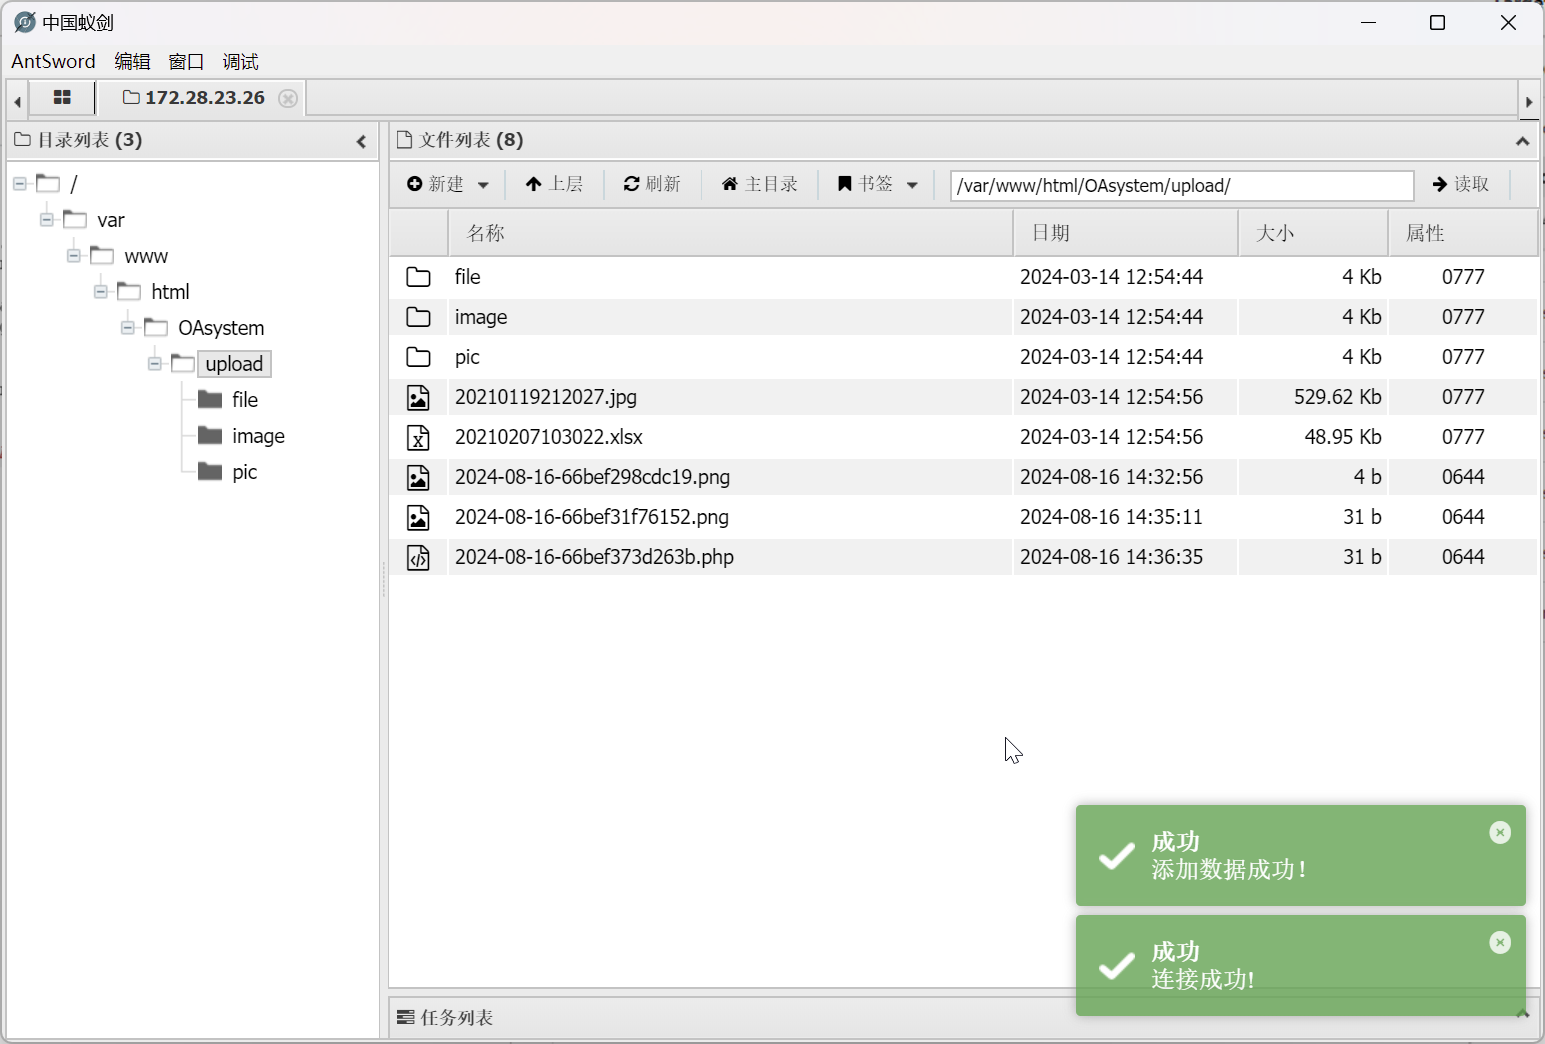 中国蚁剑
AntSword 编辑 窗口 调试
172.28.23.26
目录列表 (3)
/
var
www
html
OAsystem
upload
file
image
pic
文件列表 (8)
新建 上层 刷新 主目录 书签 /var/www/html/OAsystem/upload/ 读取
名称 日期 大小 属性
file 2024-03-14 12:54:44 4 Kb 0777
image 2024-03-14 12:54:44 4 Kb 0777
pic 2024-03-14 12:54:44 4 Kb 0777
20210119212027.jpg 2024-03-14 12:54:56 529.62 Kb 0777
20210207103022.xlsx 2024-03-14 12:54:56 48.95 Kb 0777
2024-08-16-66bef298cdc19.png 2024-08-16 14:32:56 4 b 0644
2024-08-16-66bef31f76152.png 2024-08-16 14:35:11 31 b 0644
2024-08-16-66bef373d263b.php 2024-08-16 14:36:35 31 b 0644
成功
添加数据成功！
成功
连接成功!
任务列表